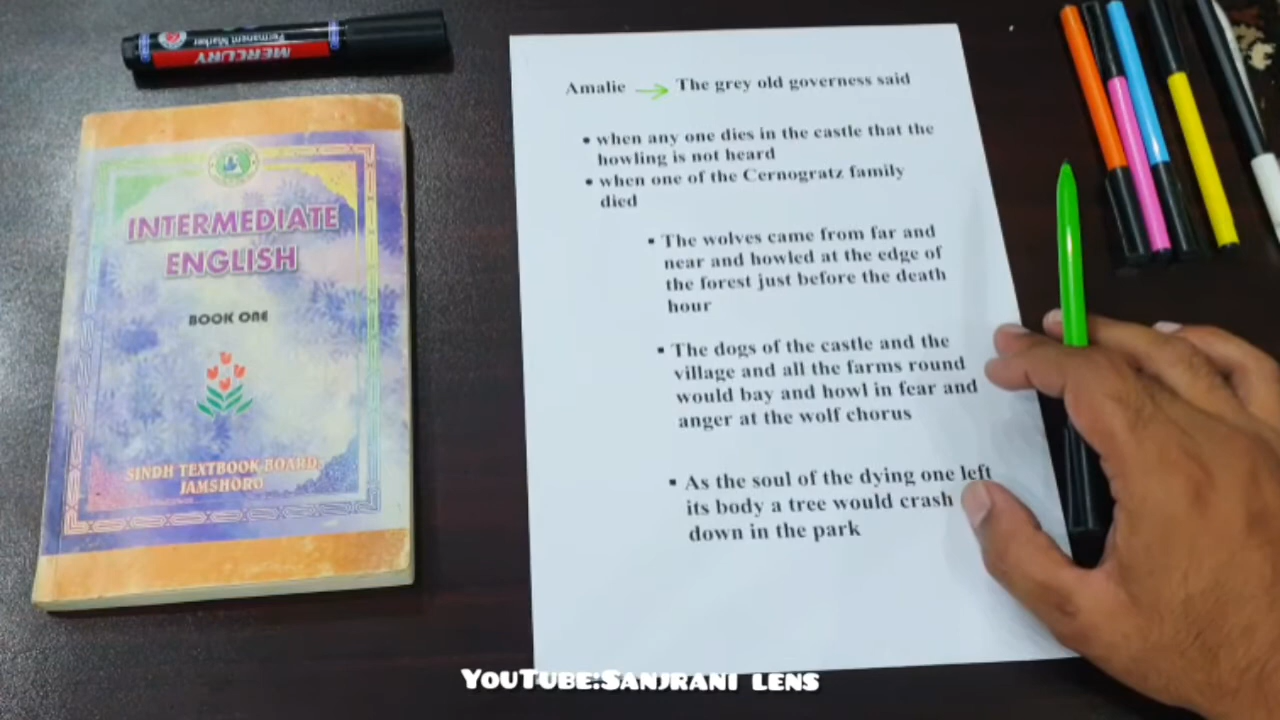 Permanent Marker
MERCURY
INTERMEDIATE
ENGLISH
BOOK ONE
SINDH TEXTBOOK BOARD,
JAMSHORO
Amalie → The grey old governess said
• when any one dies in the castle that the
howling is not heard
• when one of the Cernogratz family
died
▪ The wolves came from far and
near and howled at the edge of
the forest just before the death
hour
▪ The dogs of the castle and the
village and all the farms round
would bay and howl in fear and
anger at the wolf chorus
▪ As the soul of the dying one left
its body a tree would crash
down in the park
YouTube:Sanjrani lens